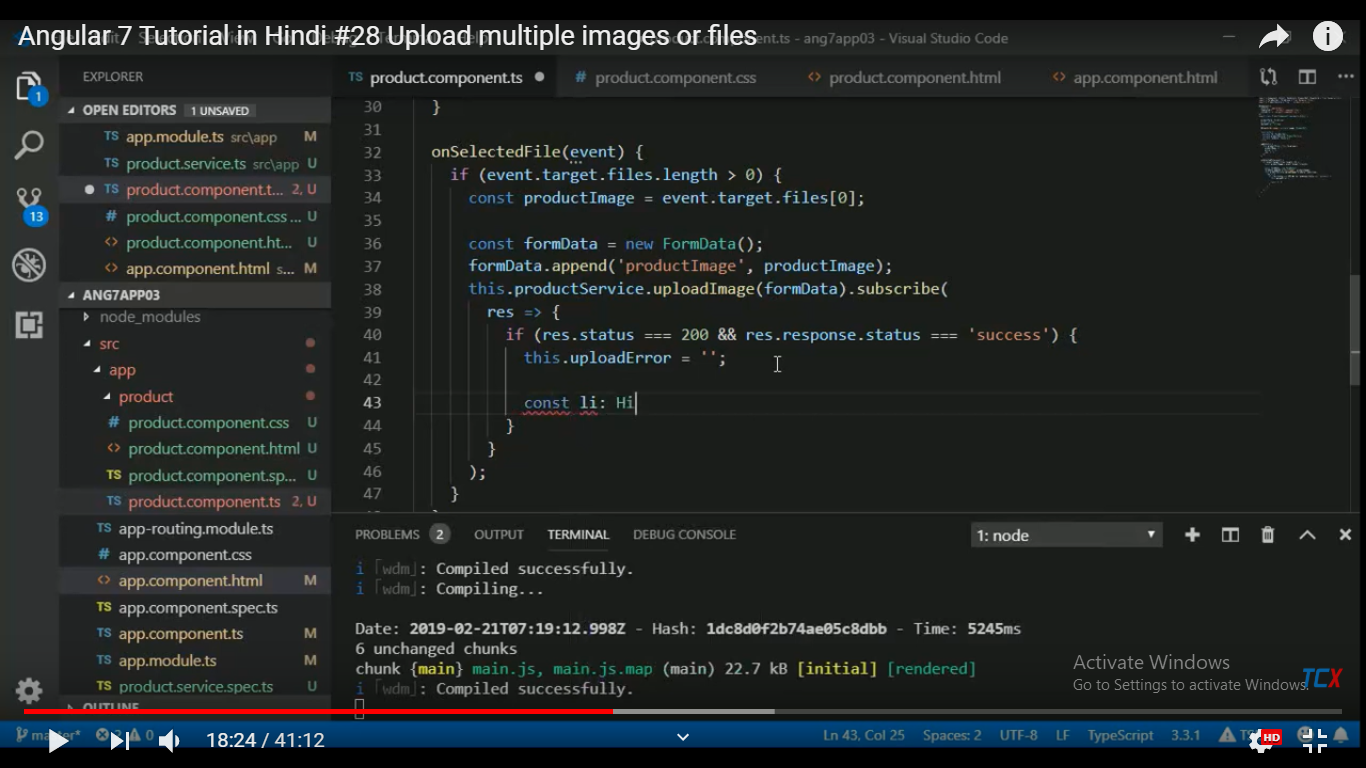 Angular 7 Tutorial in Hindi #28 Upload multiple images or files
ts - ang7app03 - Visual Studio Code
EXPLORER
OPEN EDITORS 1 UNSAVED
TS app.module.ts src\app M
TS product.service.ts src\app U
TS product.component.t... 2, U
# product.component.css ... U
<> product.component.ht... U
<> app.component.html s... M
ANG7APP03
node_modules
src
app
product
# product.component.css U
<> product.component.html U
TS product.component.sp... U
TS product.component.ts 2, U
TS app-routing.module.ts
# app.component.css
<> app.component.html M
TS app.component.spec.ts
TS app.component.ts M
TS app.module.ts M
TS product.service.spec.ts U
OUTLINE
1
13
TS product.component.ts
# product.component.css
<> product.component.html
<> app.component.html
30 }
31
32 onSelectedFile(event) {
33 if (event.target.files.length > 0) {
34 const productImage = event.target.files[0];
35
36 const formData = new FormData();
37 formData.append('productImage', productImage);
38 this.productService.uploadImage(formData).subscribe(
39 res => {
40 if (res.status === 200 && res.response.status === 'success') {
41 this.uploadError = '';
42
43 const li: Hi
44 }
45 }
46 );
47 }
PROBLEMS 2 OUTPUT TERMINAL DEBUG CONSOLE 1: node
i ｢wdm｣: Compiled successfully.
i ｢wdm｣: Compiling...
Date: 2019-02-21T07:19:12.998Z - Hash: 1dc8d0f2b74ae05c8dbb - Time: 5245ms
6 unchanged chunks
chunk {main} main.js, main.js.map (main) 22.7 kB [initial] [rendered]
i ｢wdm｣: Compiled successfully.
Activate Windows
Go to Settings to activate Windows.
TCX
18:24 / 41:12
Ln 43, Col 25 Spaces: 2 UTF-8 LF TypeScript 3.3.1
HD